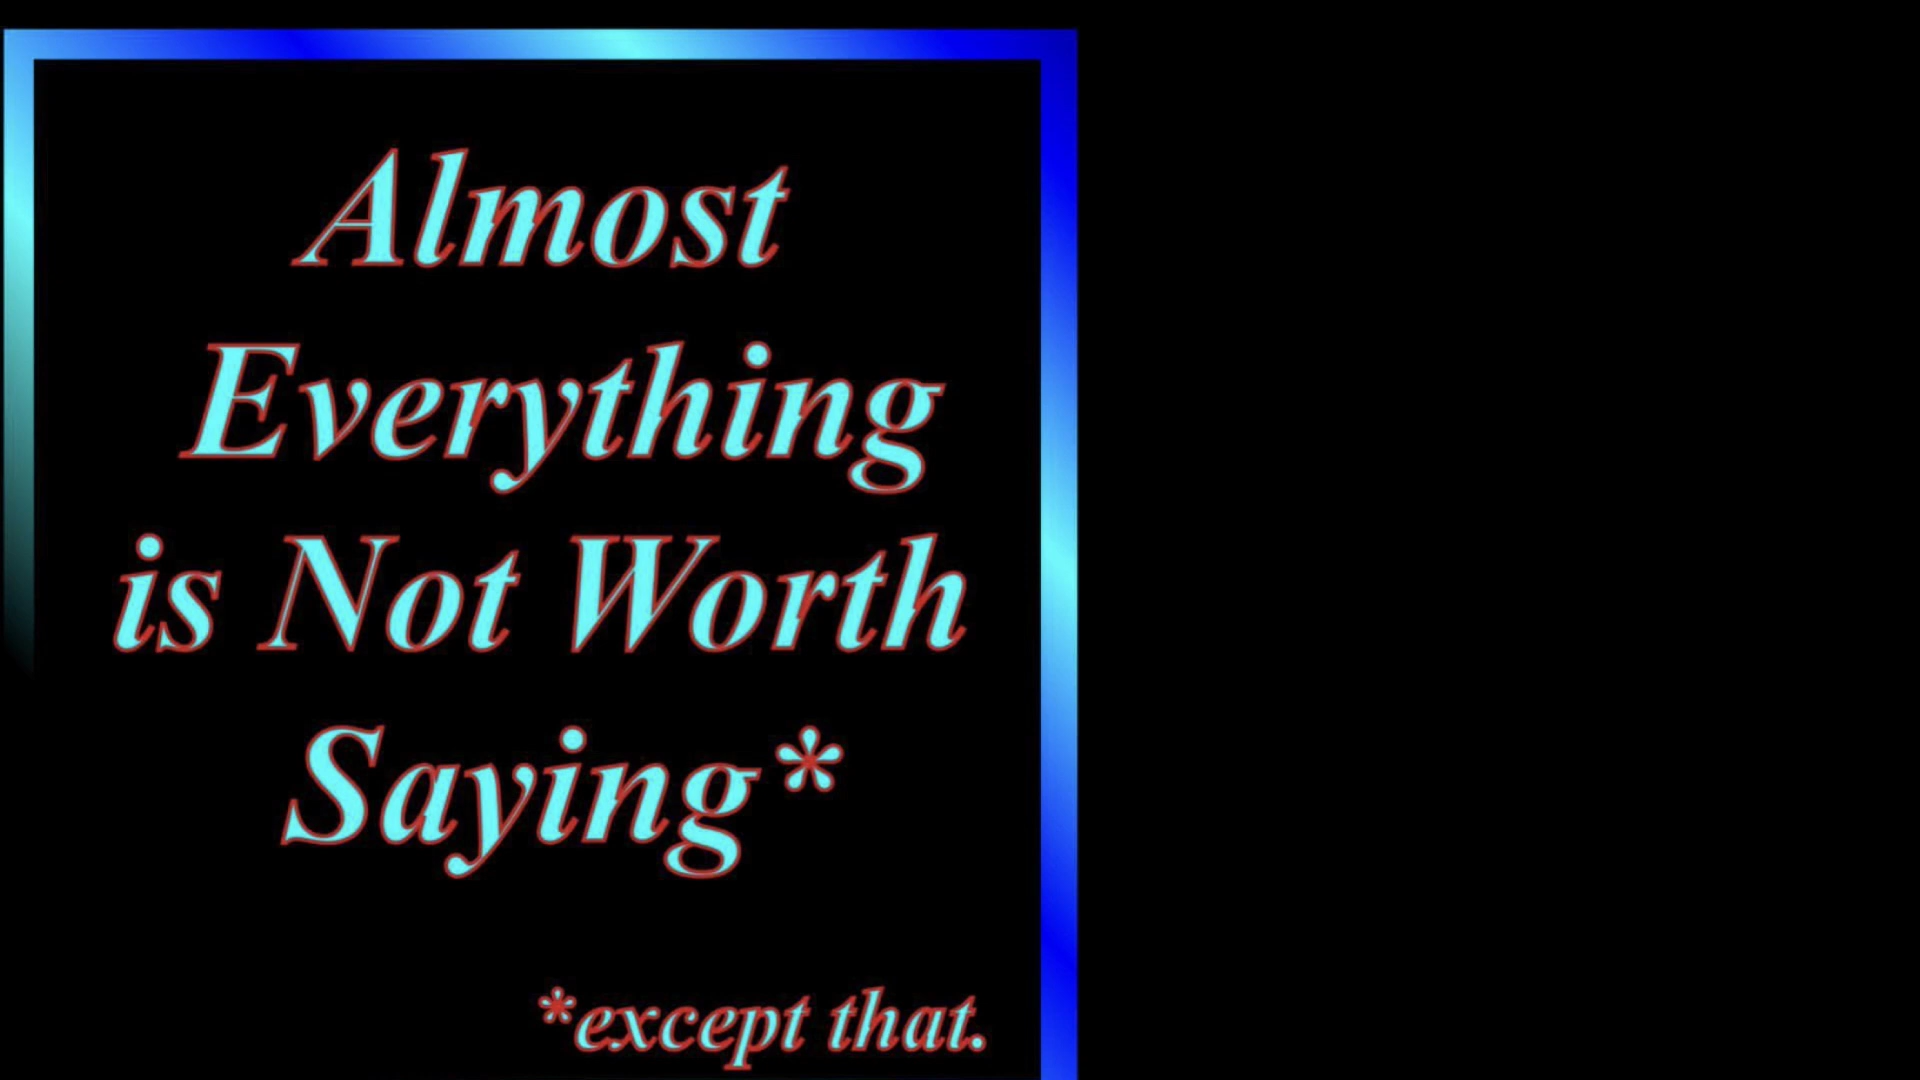 Almost
Everything
is Not Worth
Saying*
*except that.